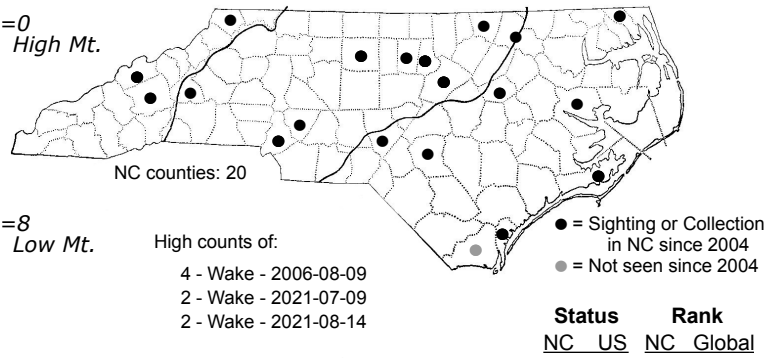 =0
High Mt.
NC counties: 20
=8
Low Mt.
High counts of:
4 - Wake - 2006-08-09
2 - Wake - 2021-07-09
2 - Wake - 2021-08-14
= Sighting or Collection
in NC since 2004
= Not seen since 2004
Status Rank
NC US NC Global